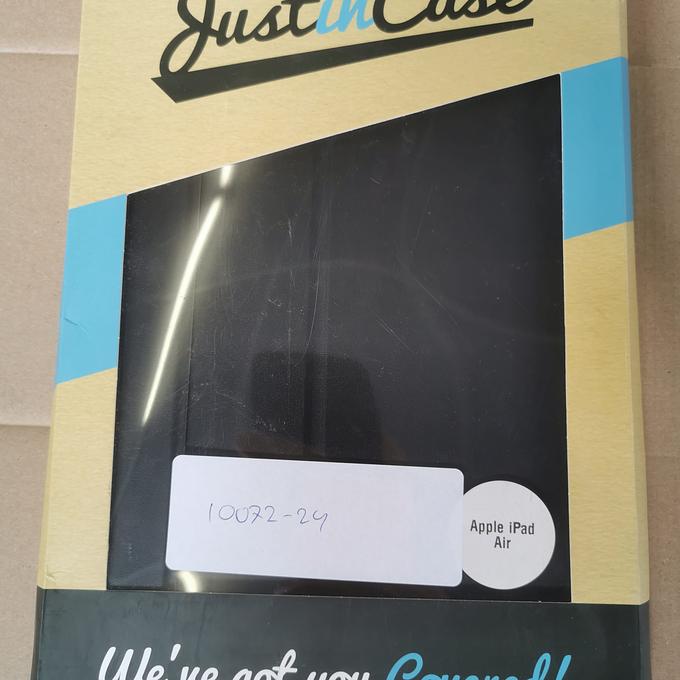 JustinCase
10072-24
Apple iPad
Air
We've got you Covered!